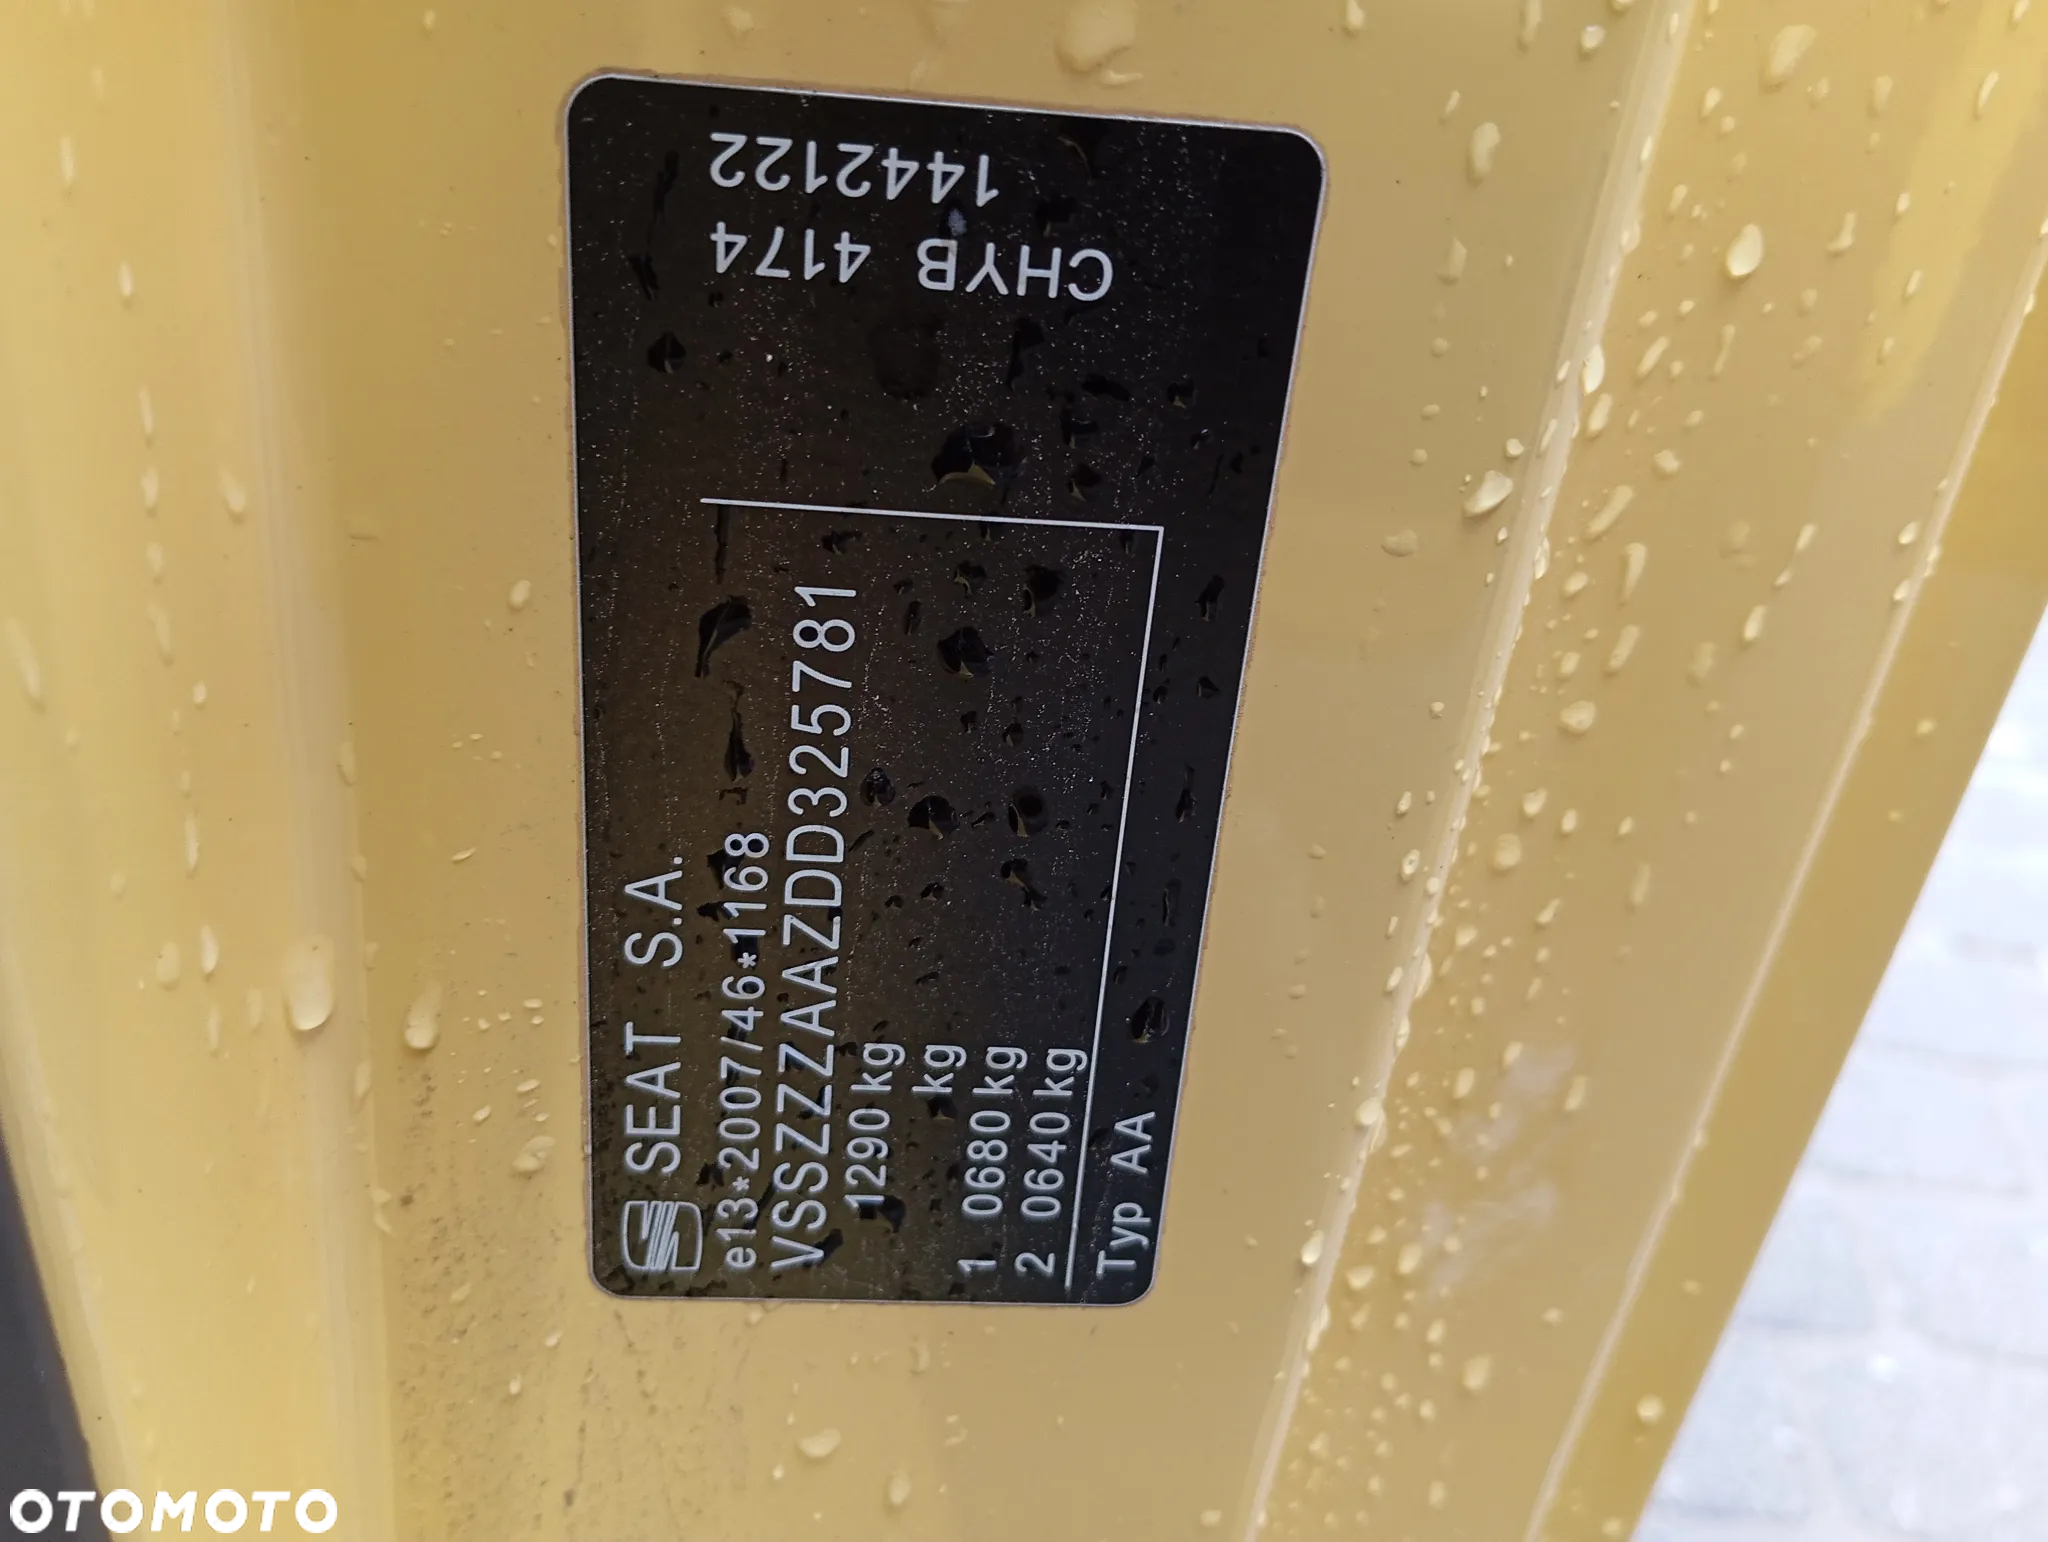 SEAT S.A.
e13*2007/46*1168
VSSZZZAAZDD325781
1290 kg
kg
1 0680 kg
2 0640 kg
Typ AA
CHYB 4174
1442122
OTOMOTO